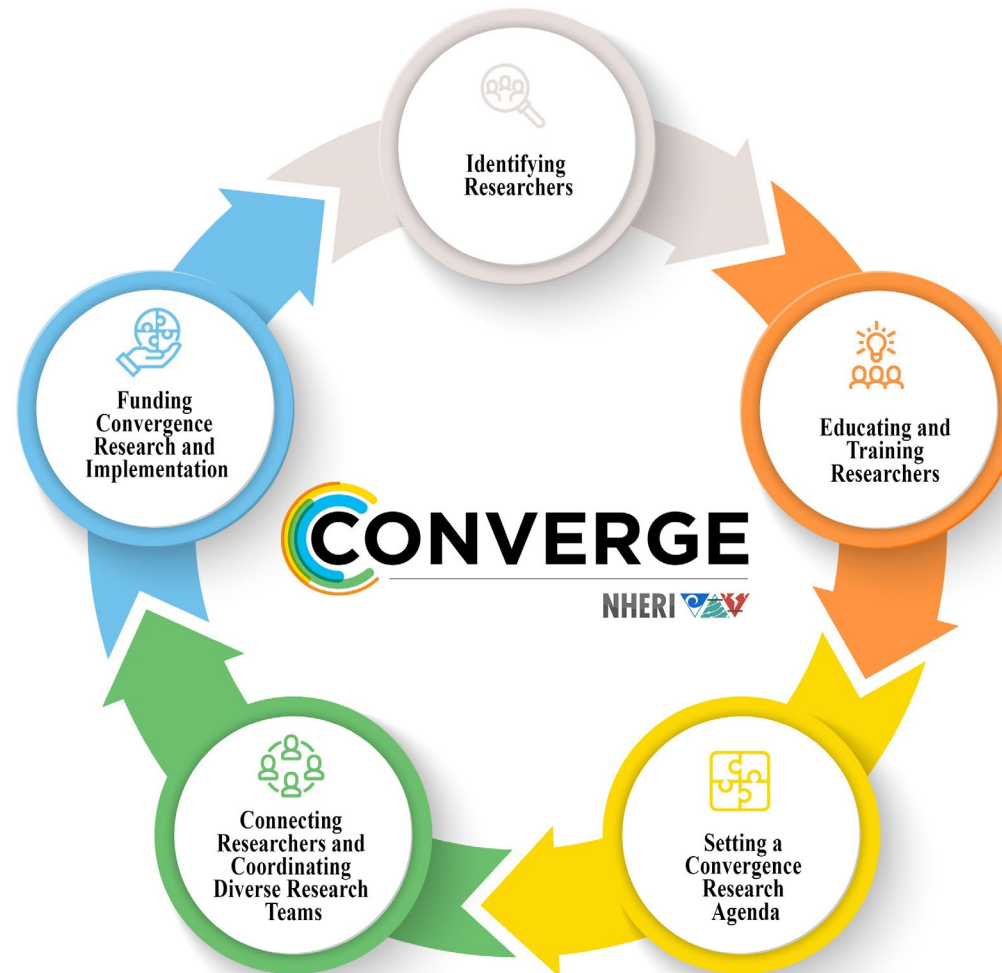 Identifying
Researchers
Educating and
Training
Researchers
Setting a
Convergence
Research
Agenda
Connecting
Researchers and
Coordinating
Diverse Research
Teams
Funding
Convergence
Research and
Implementation
CONVERGE
NHERI